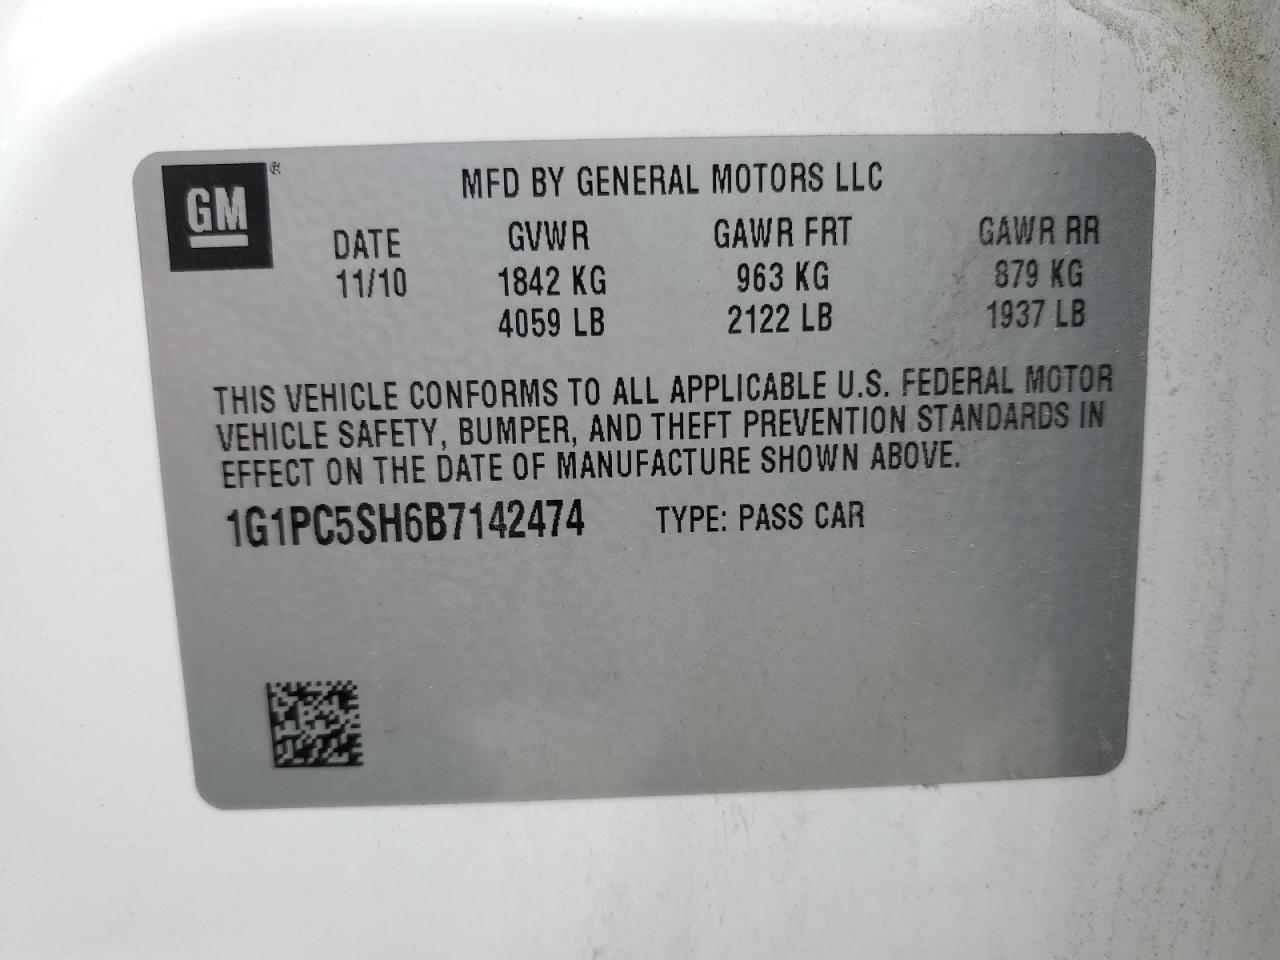 GM ®
MFD BY GENERAL MOTORS LLC
DATE GVWR GAWR FRT GAWR RR
11/10 1842 KG 963 KG 879 KG
4059 LB 2122 LB 1937 LB
THIS VEHICLE CONFORMS TO ALL APPLICABLE U.S. FEDERAL MOTOR
VEHICLE SAFETY, BUMPER, AND THEFT PREVENTION STANDARDS IN
EFFECT ON THE DATE OF MANUFACTURE SHOWN ABOVE.
1G1PC5SH6B7142474 TYPE: PASS CAR